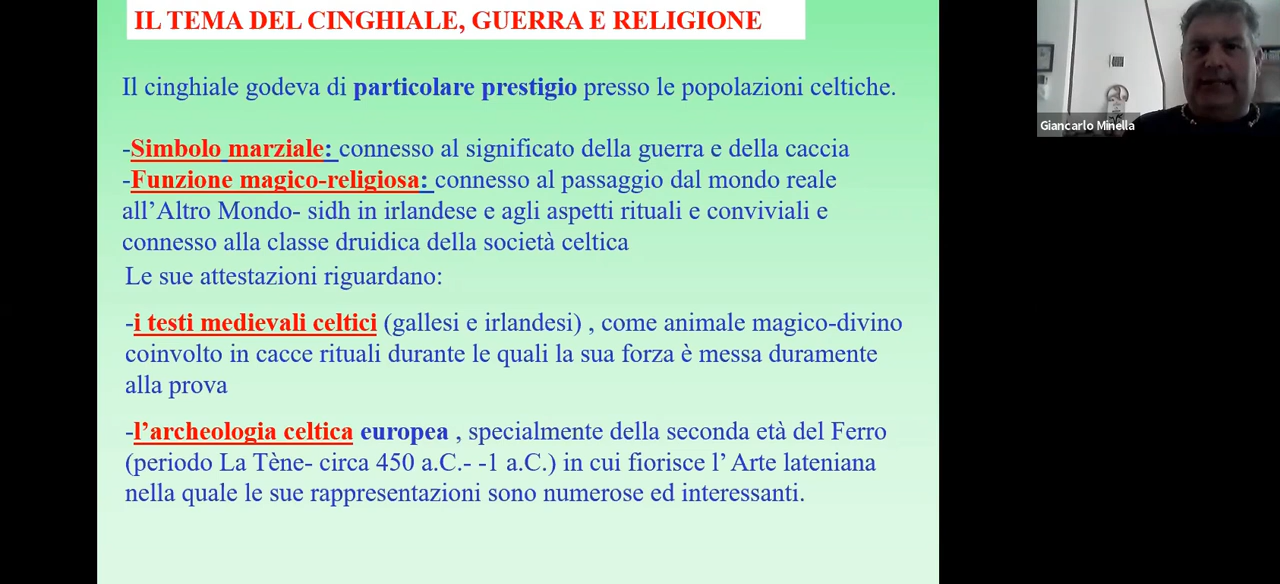 IL TEMA DEL CINGHIALE, GUERRA E RELIGIONE
Il cinghiale godeva di particolare prestigio presso le popolazioni celtiche.
-Simbolo marziale: connesso al significato della guerra e della caccia
-Funzione magico-religiosa: connesso al passaggio dal mondo reale
all’Altro Mondo- sidh in irlandese e agli aspetti rituali e conviviali e
connesso alla classe druidica della società celtica
Le sue attestazioni riguardano:
-i testi medievali celtici (gallesi e irlandesi) , come animale magico-divino
coinvolto in cacce rituali durante le quali la sua forza è messa duramente
alla prova
-l’archeologia celtica europea , specialmente della seconda età del Ferro
(periodo La Tène- circa 450 a.C.- -1 a.C.) in cui fiorisce l’ Arte lateniana
nella quale le sue rappresentazioni sono numerose ed interessanti.
Giancarlo Minella